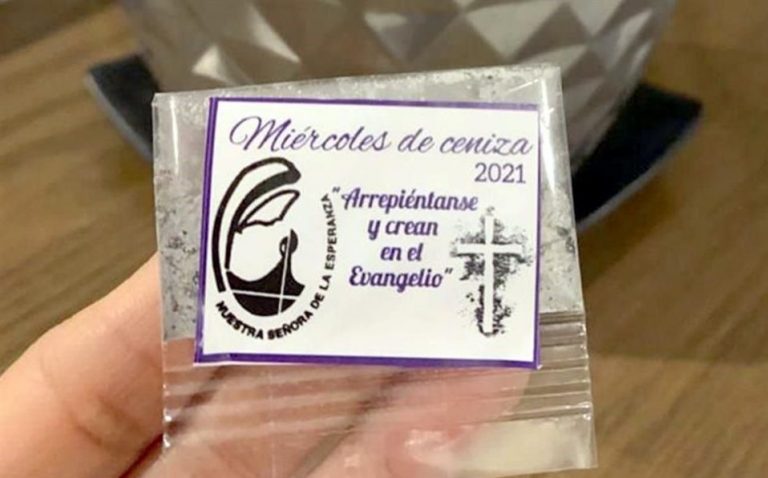 Miércoles de ceniza
2021
"Arrepiéntanse
y crean
en el
Evangelio"
NUESTRA SEÑORA DE LA ESPERANZA